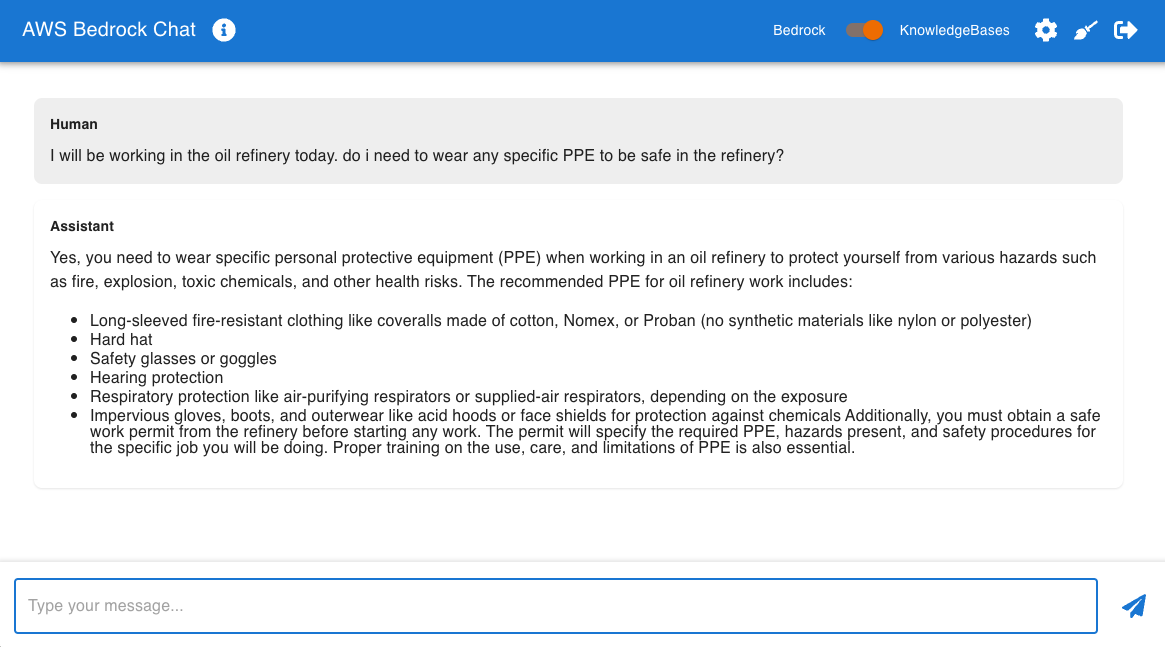 AWS Bedrock Chat
Bedrock
KnowledgeBases
Human
I will be working in the oil refinery today. do i need to wear any specific PPE to be safe in the refinery?
Assistant
Yes, you need to wear specific personal protective equipment (PPE) when working in an oil refinery to protect yourself from various hazards such
as fire, explosion, toxic chemicals, and other health risks. The recommended PPE for oil refinery work includes:
• Long-sleeved fire-resistant clothing like coveralls made of cotton, Nomex, or Proban (no synthetic materials like nylon or polyester)
• Hard hat
• Safety glasses or goggles
• Hearing protection
• Respiratory protection like air-purifying respirators or supplied-air respirators, depending on the exposure
• Impervious gloves, boots, and outerwear like acid hoods or face shields for protection against chemicals Additionally, you must obtain a safe
work permit from the refinery before starting any work. The permit will specify the required PPE, hazards present, and safety procedures for
the specific job you will be doing. Proper training on the use, care, and limitations of PPE is also essential.
Type your message...